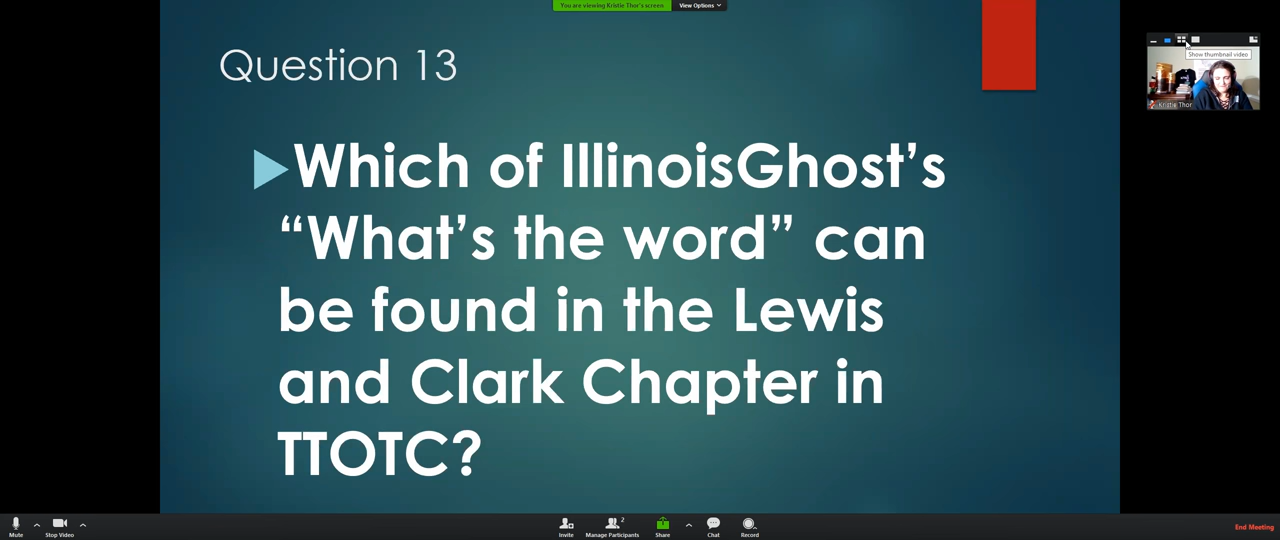 You are viewing Kristie Thor's screen
View Options
Question 13
Show thumbnail video
Kristie Thor
Which of IllinoisGhost’s
“What’s the word” can
be found in the Lewis
and Clark Chapter in
TTOTC?
Mute
Stop Video
Invite
2
Manage Participants
Share
Chat
Record
End Meeting